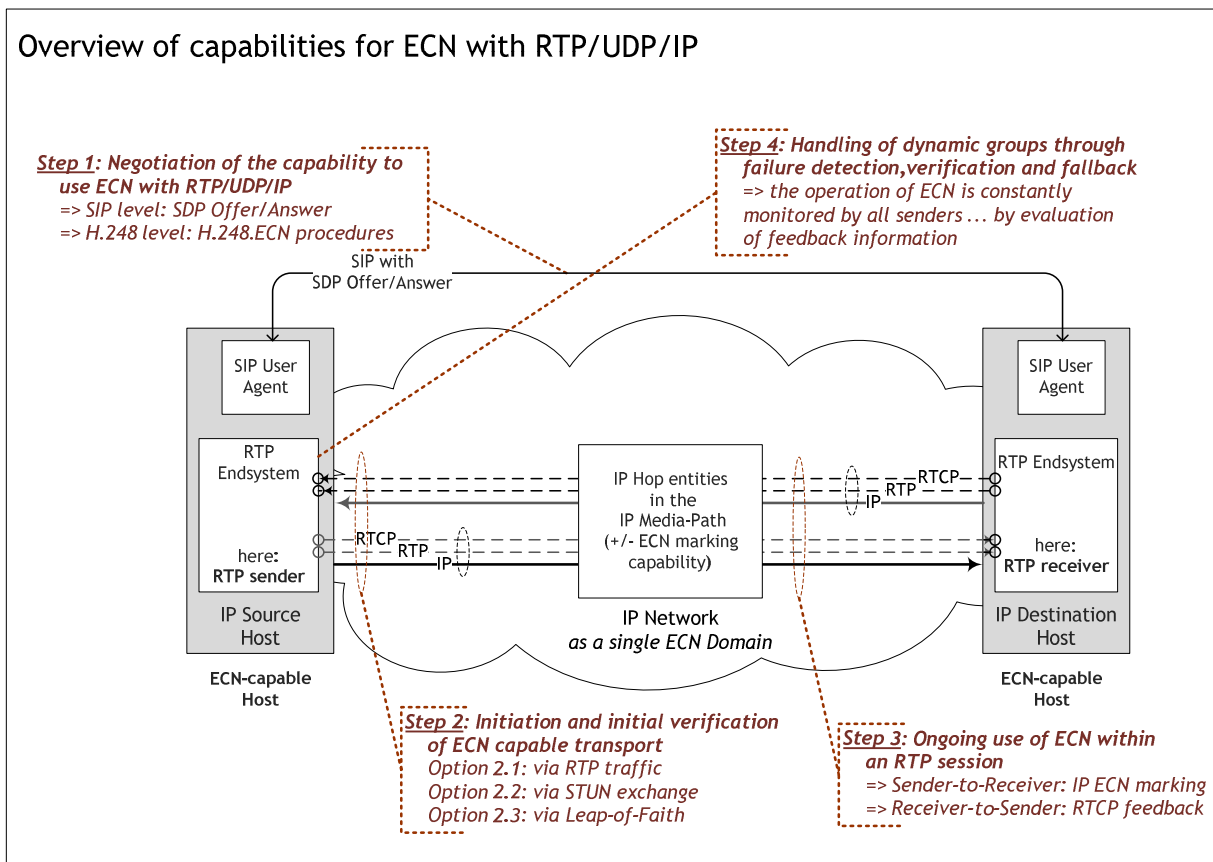 Overview of capabilities for ECN with RTP/UDP/IP
Step 1: Negotiation of the capability to
use ECN with RTP/UDP/IP
=> SIP level: SDP Offer/Answer
=> H.248 level: H.248.ECN procedures
Step 4: Handling of dynamic groups through
failure detection,verification and fallback
=> the operation of ECN is constantly
monitored by all senders ... by evaluation
of feedback information
SIP with
SDP Offer/Answer
SIP User
Agent
SIP User
Agent
RTP
Endsystem
here:
RTP sender
IP Source
Host
ECN-capable
Host
RTCP
RTP
IP
IP Hop entities
in the
IP Media-Path
(+/- ECN marking
capability)
IP Network
as a single ECN Domain
RTCP
RTP
IP
RTP Endsystem
here:
RTP receiver
IP Destination
Host
ECN-capable
Host
Step 2: Initiation and initial verification
of ECN capable transport
Option 2.1: via RTP traffic
Option 2.2: via STUN exchange
Option 2.3: via Leap-of-Faith
Step 3: Ongoing use of ECN within
an RTP session
=> Sender-to-Receiver: IP ECN marking
=> Receiver-to-Sender: RTCP feedback